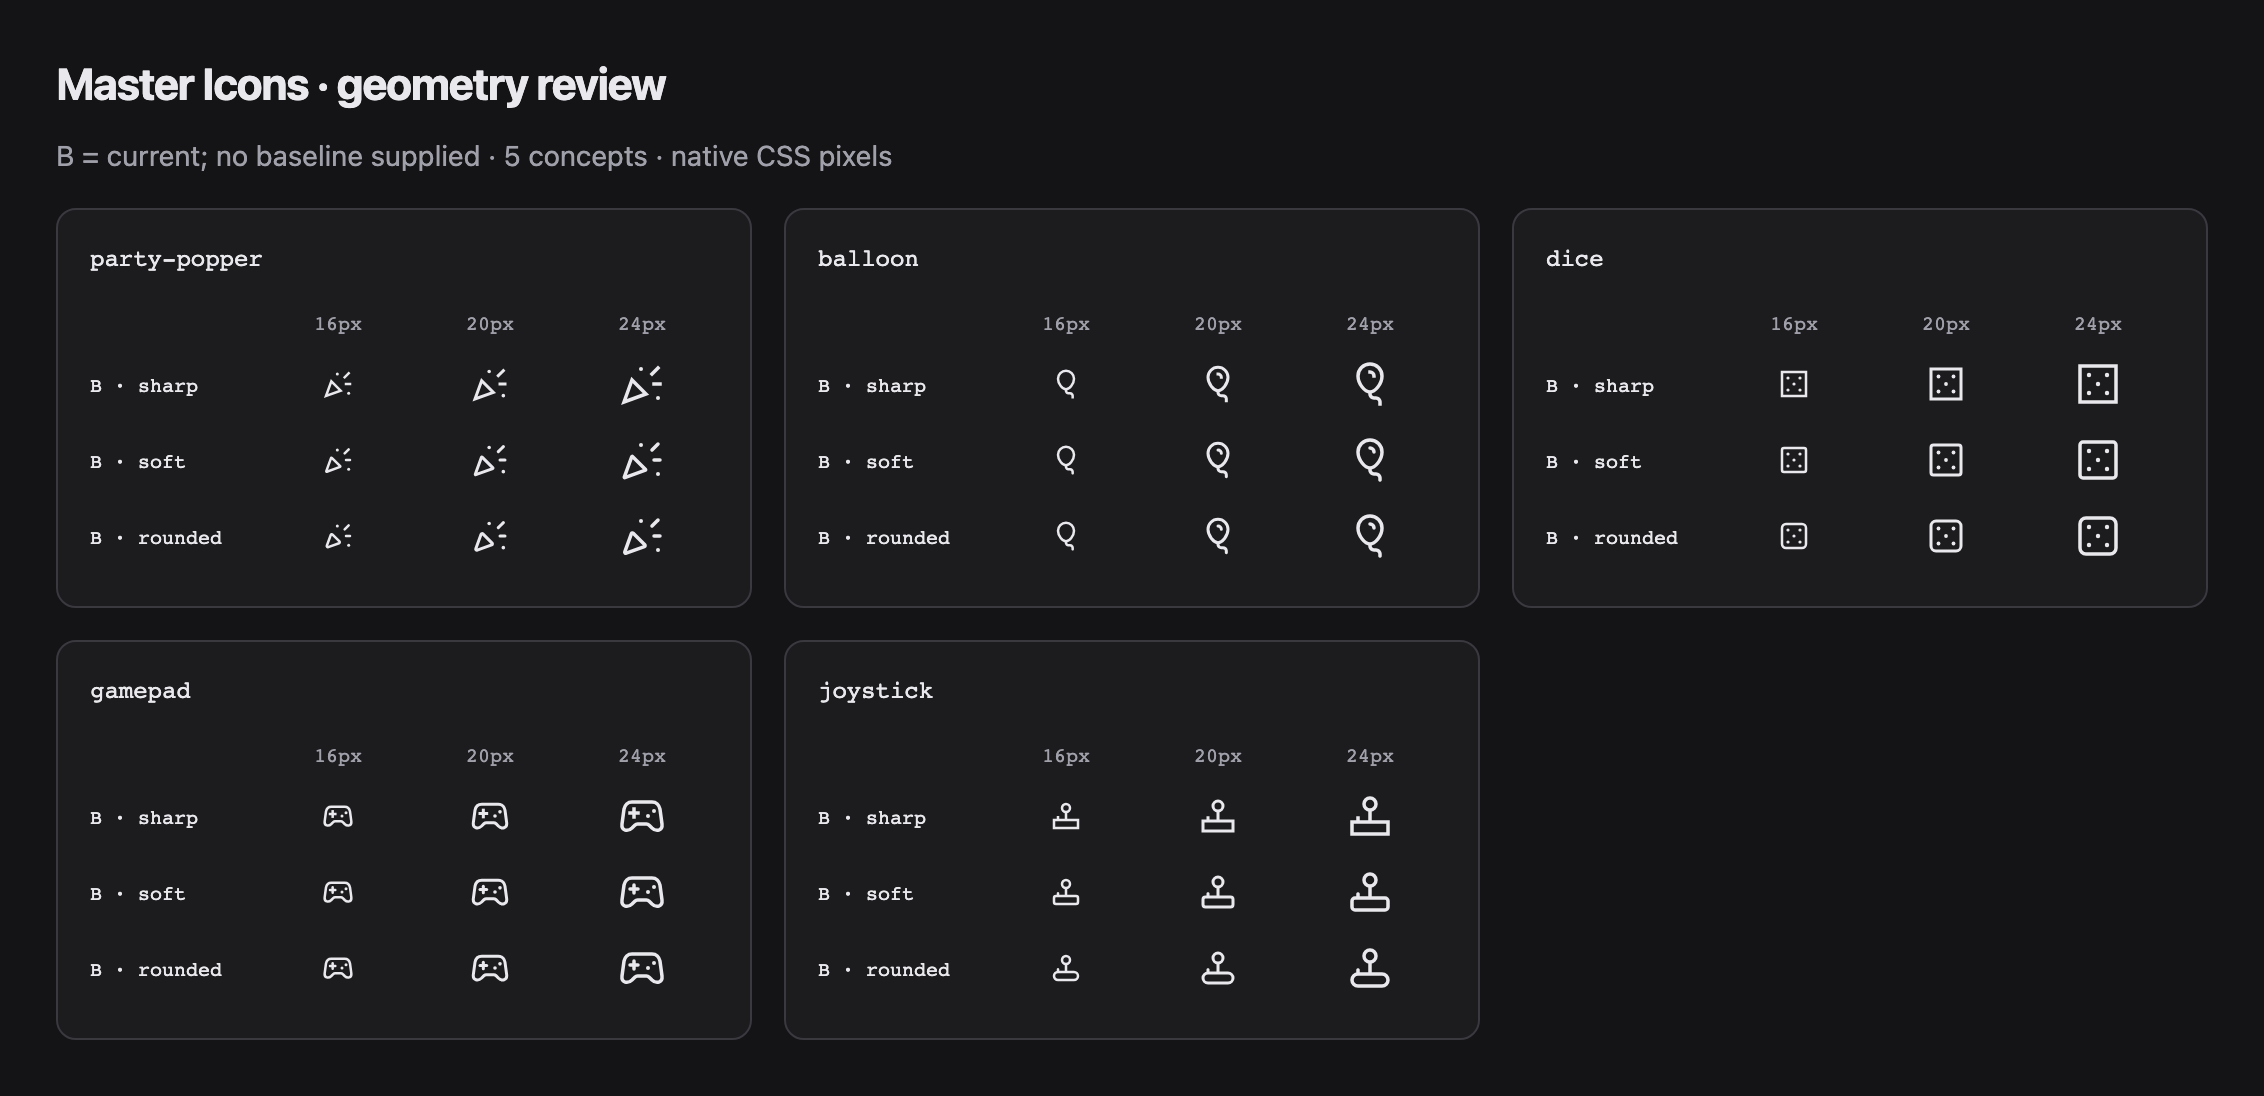 Master Icons · geometry review
B = current; no baseline supplied · 5 concepts · native CSS pixels
party-popper
16px 20px 24px
B · sharp
B · soft
B · rounded
balloon
16px 20px 24px
B · sharp
B · soft
B · rounded
dice
16px 20px 24px
B · sharp
B · soft
B · rounded
gamepad
16px 20px 24px
B · sharp
B · soft
B · rounded
joystick
16px 20px 24px
B · sharp
B · soft
B · rounded